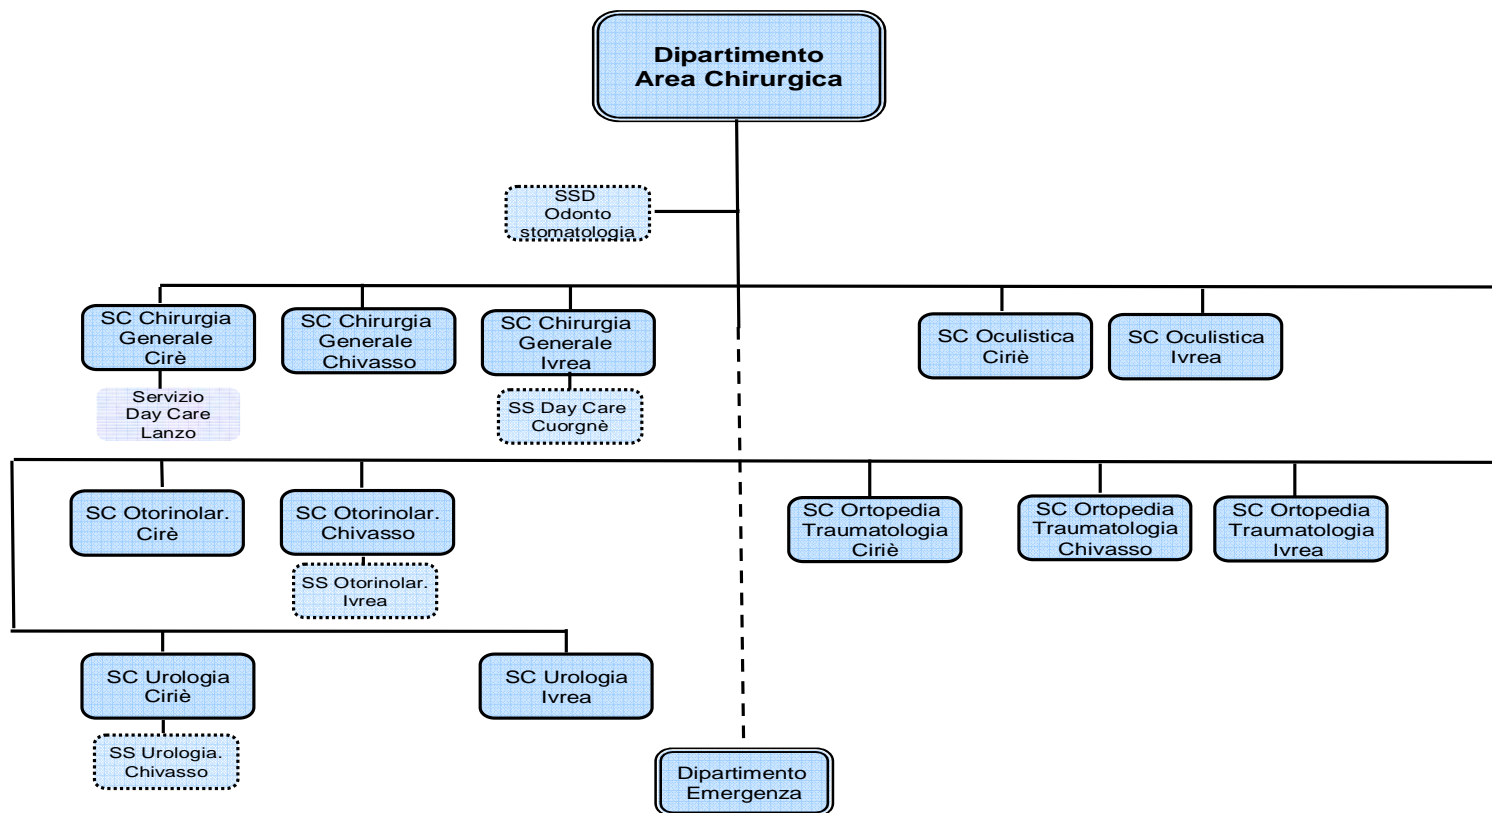 Dipartimento
Area Chirurgica
SSD
Odonto
stomatologia
SC Chirurgia
Generale
Cirè
SC Chirurgia
Generale
Chivasso
SC Chirurgia
Generale
Ivrea
SC Oculistica
Ciriè
SC Oculistica
Ivrea
Servizio
Day Care
Lanzo
SS Day Care
Cuorgnè
SC Otorinolar.
Cirè
SC Otorinolar.
Chivasso
SC Ortopedia
Traumatologia
Ciriè
SC Ortopedia
Traumatologia
Chivasso
SC Ortopedia
Traumatologia
Ivrea
SS Otorinolar.
Ivrea
SC Urologia
Ciriè
SC Urologia
Ivrea
SS Urologia.
Chivasso
Dipartimento
Emergenza